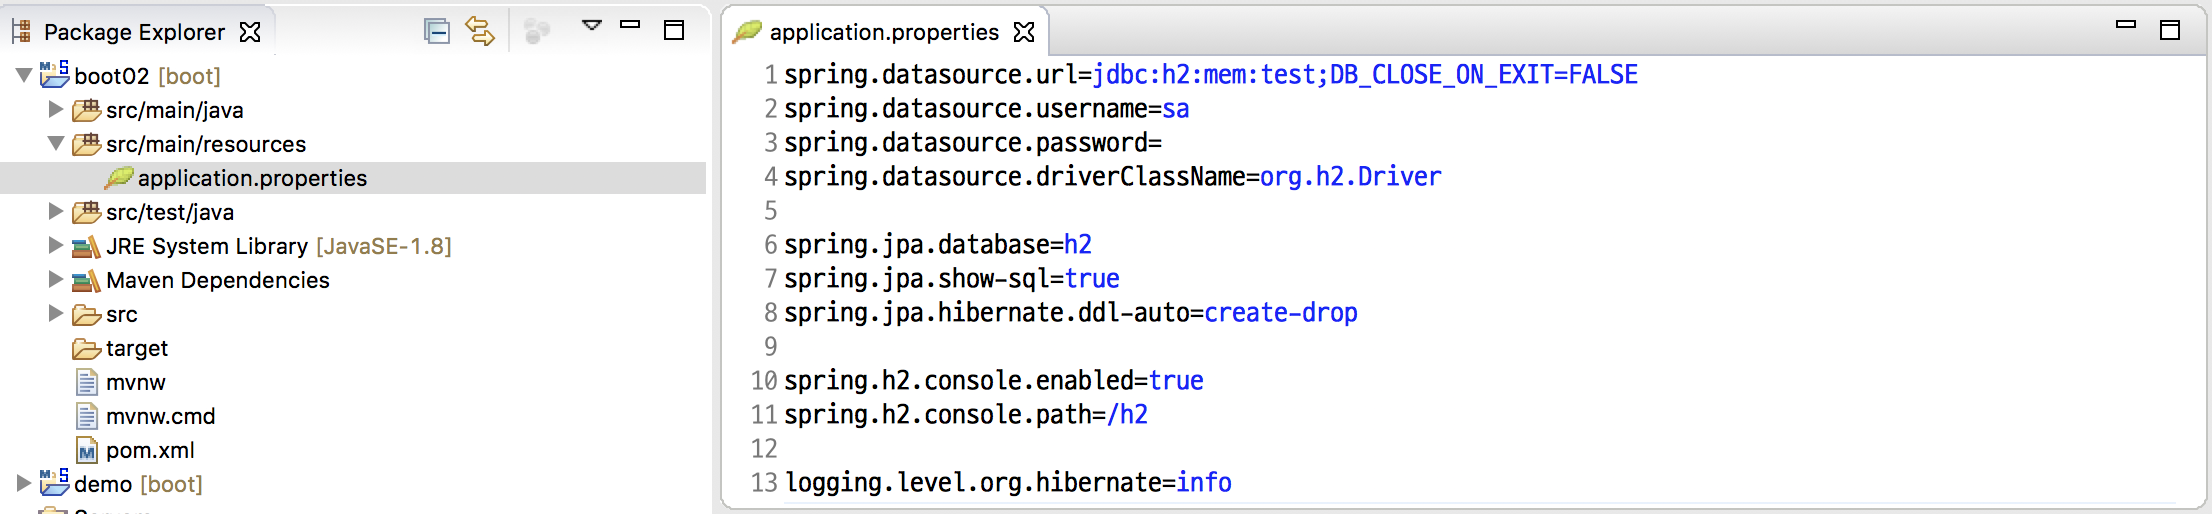 Package Explorer
boot02 [boot]
src/main/java
src/main/resources
application.properties
src/test/java
JRE System Library [JavaSE-1.8]
Maven Dependencies
src
target
mvnw
mvnw.cmd
pom.xml
demo [boot]
application.properties
1 spring.datasource.url=jdbc:h2:mem:test;DB_CLOSE_ON_EXIT=FALSE
2 spring.datasource.username=sa
3 spring.datasource.password=
4 spring.datasource.driverClassName=org.h2.Driver
5
6 spring.jpa.database=h2
7 spring.jpa.show-sql=true
8 spring.jpa.hibernate.ddl-auto=create-drop
9
10 spring.h2.console.enabled=true
11 spring.h2.console.path=/h2
12
13 logging.level.org.hibernate=info